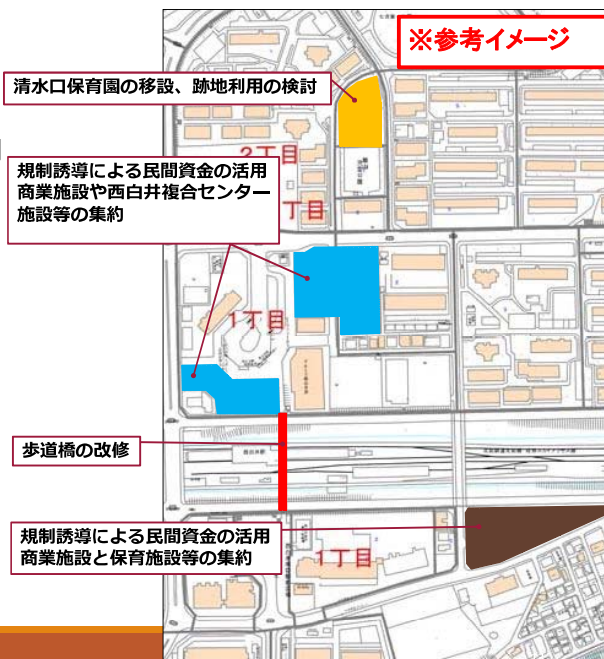 ※参考イメージ
清水口保育園の移設、跡地利用の検討
2丁目
規制誘導による民間資金の活用
商業施設や西白井複合センター
施設等の集約
丁目
1丁目
歩道橋の改修
西白井駅
規制誘導による民間資金の活用
商業施設と保育施設等の集約
1丁目